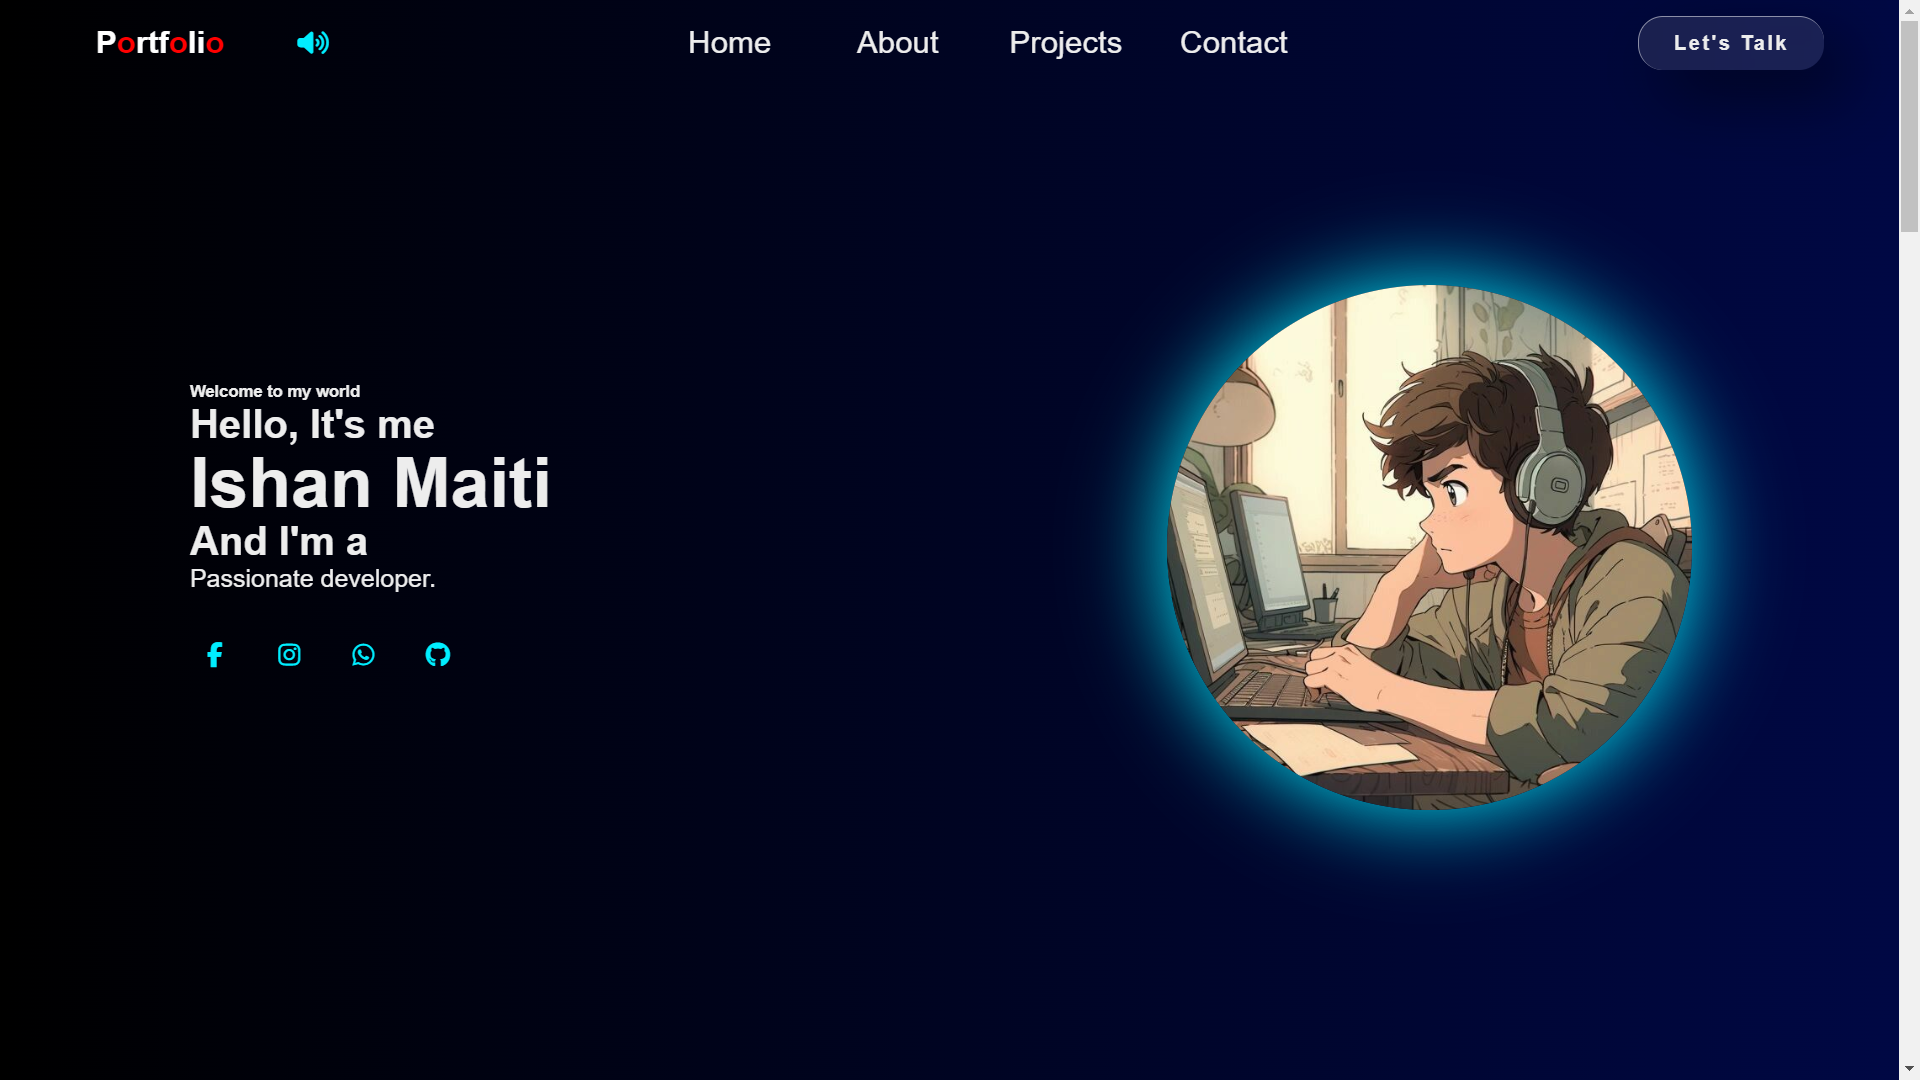 Portfolio Home About Projects Contact Let's Talk
Welcome to my world
Hello, It's me
Ishan Maiti
And I'm a
Passionate developer.